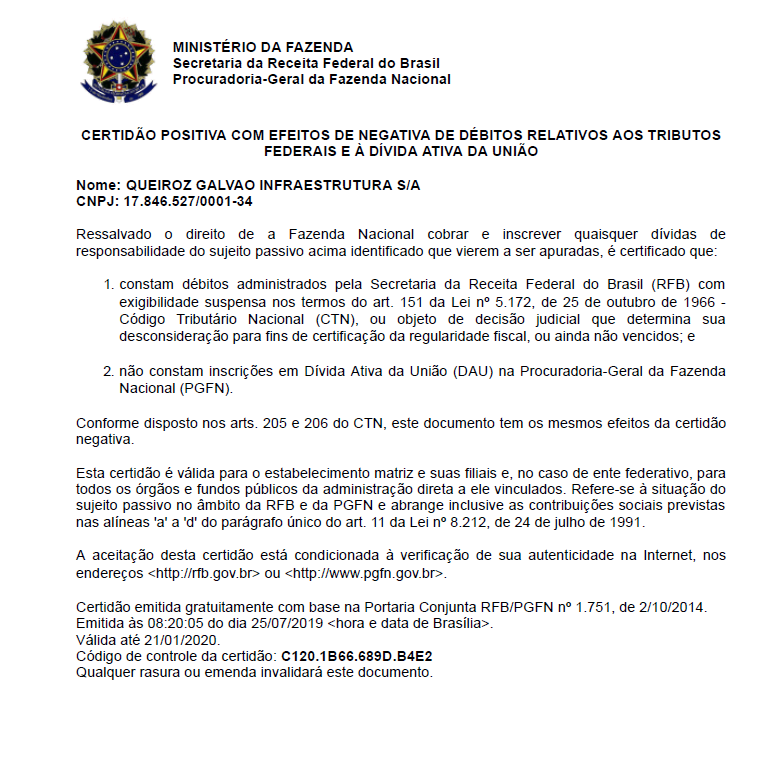 MINISTÉRIO DA FAZENDA
Secretaria da Receita Federal do Brasil
Procuradoria-Geral da Fazenda Nacional
CERTIDÃO POSITIVA COM EFEITOS DE NEGATIVA DE DÉBITOS RELATIVOS AOS TRIBUTOS
FEDERAIS E À DÍVIDA ATIVA DA UNIÃO
Nome: QUEIROZ GALVAO INFRAESTRUTURA S/A
CNPJ: 17.846.527/0001-34
Ressalvado o direito de a Fazenda Nacional cobrar e inscrever quaisquer dívidas de
responsabilidade do sujeito passivo acima identificado que vierem a ser apuradas, é certificado que:
1. constam débitos administrados pela Secretaria da Receita Federal do Brasil (RFB) com
exigibilidade suspensa nos termos do art. 151 da Lei nº 5.172, de 25 de outubro de 1966 -
Código Tributário Nacional (CTN), ou objeto de decisão judicial que determina sua
desconsideração para fins de certificação da regularidade fiscal, ou ainda não vencidos; e
2. não constam inscrições em Dívida Ativa da União (DAU) na Procuradoria-Geral da Fazenda
Nacional (PGFN).
Conforme disposto nos arts. 205 e 206 do CTN, este documento tem os mesmos efeitos da certidão
negativa.
Esta certidão é válida para o estabelecimento matriz e suas filiais e, no caso de ente federativo, para
todos os órgãos e fundos públicos da administração direta a ele vinculados. Refere-se à situação do
sujeito passivo no âmbito da RFB e da PGFN e abrange inclusive as contribuições sociais previstas
nas alíneas 'a' a 'd' do parágrafo único do art. 11 da Lei nº 8.212, de 24 de julho de 1991.
A aceitação desta certidão está condicionada à verificação de sua autenticidade na Internet, nos
endereços <http://rfb.gov.br> ou <http://www.pgfn.gov.br>.
Certidão emitida gratuitamente com base na Portaria Conjunta RFB/PGFN nº 1.751, de 2/10/2014.
Emitida às 08:20:05 do dia 25/07/2019 <hora e data de Brasília>.
Válida até 21/01/2020.
Código de controle da certidão: C120.1B66.689D.B4E2
Qualquer rasura ou emenda invalidará este documento.